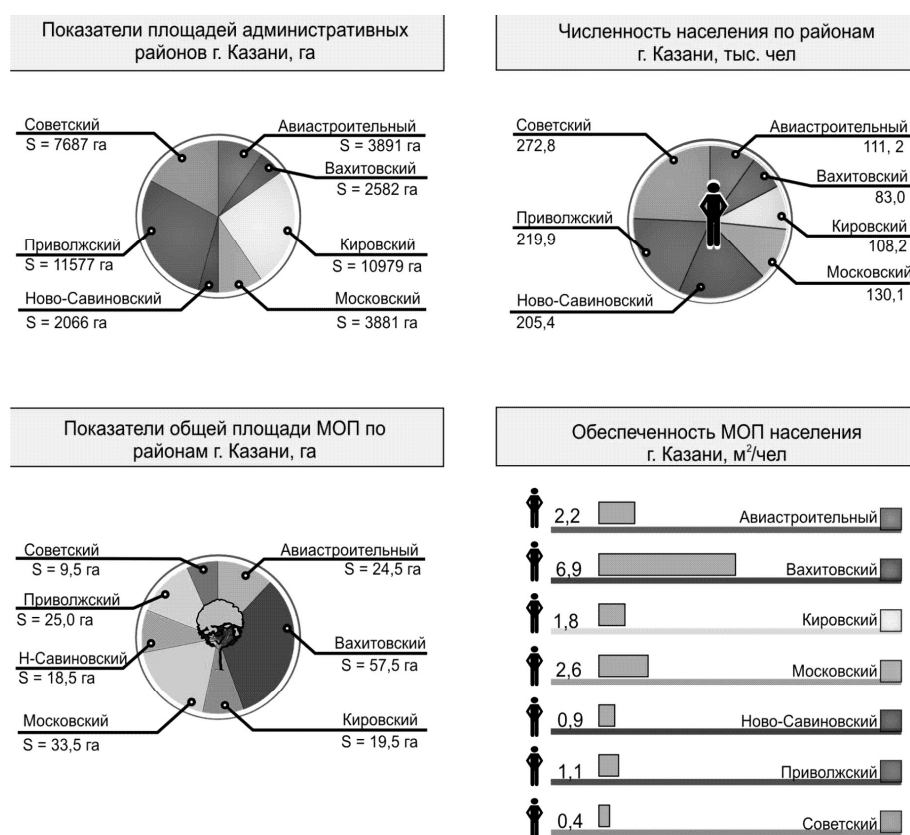 Показатели площадей административных
районов г. Казани, га
Советский
S = 7687 га
Авиастроительный
S = 3891 га
Вахитовский
S = 2582 га
Приволжский
S = 11577 га
Кировский
S = 10979 га
Ново-Савиновский
S = 2066 га
Московский
S = 3881 га
Численность населения по районам
г. Казани, тыс. чел
Советский
272,8
Авиастроительный
111, 2
Вахитовский
83,0
Приволжский
219,9
Кировский
108,2
Московский
130,1
Ново-Савиновский
205,4
Показатели общей площади МОП по
районам г. Казани, га
Советский
S = 9,5 га
Авиастроительный
S = 24,5 га
Приволжский
S = 25,0 га
Вахитовский
S = 57,5 га
Н-Савиновский
S = 18,5 га
Московский
S = 33,5 га
Кировский
S = 19,5 га
Обеспеченность МОП населения
г. Казани, м²/чел
2,2 Авиастроительный
6,9 Вахитовский
1,8 Кировский
2,6 Московский
0,9 Ново-Савиновский
1,1 Приволжский
0,4 Советский